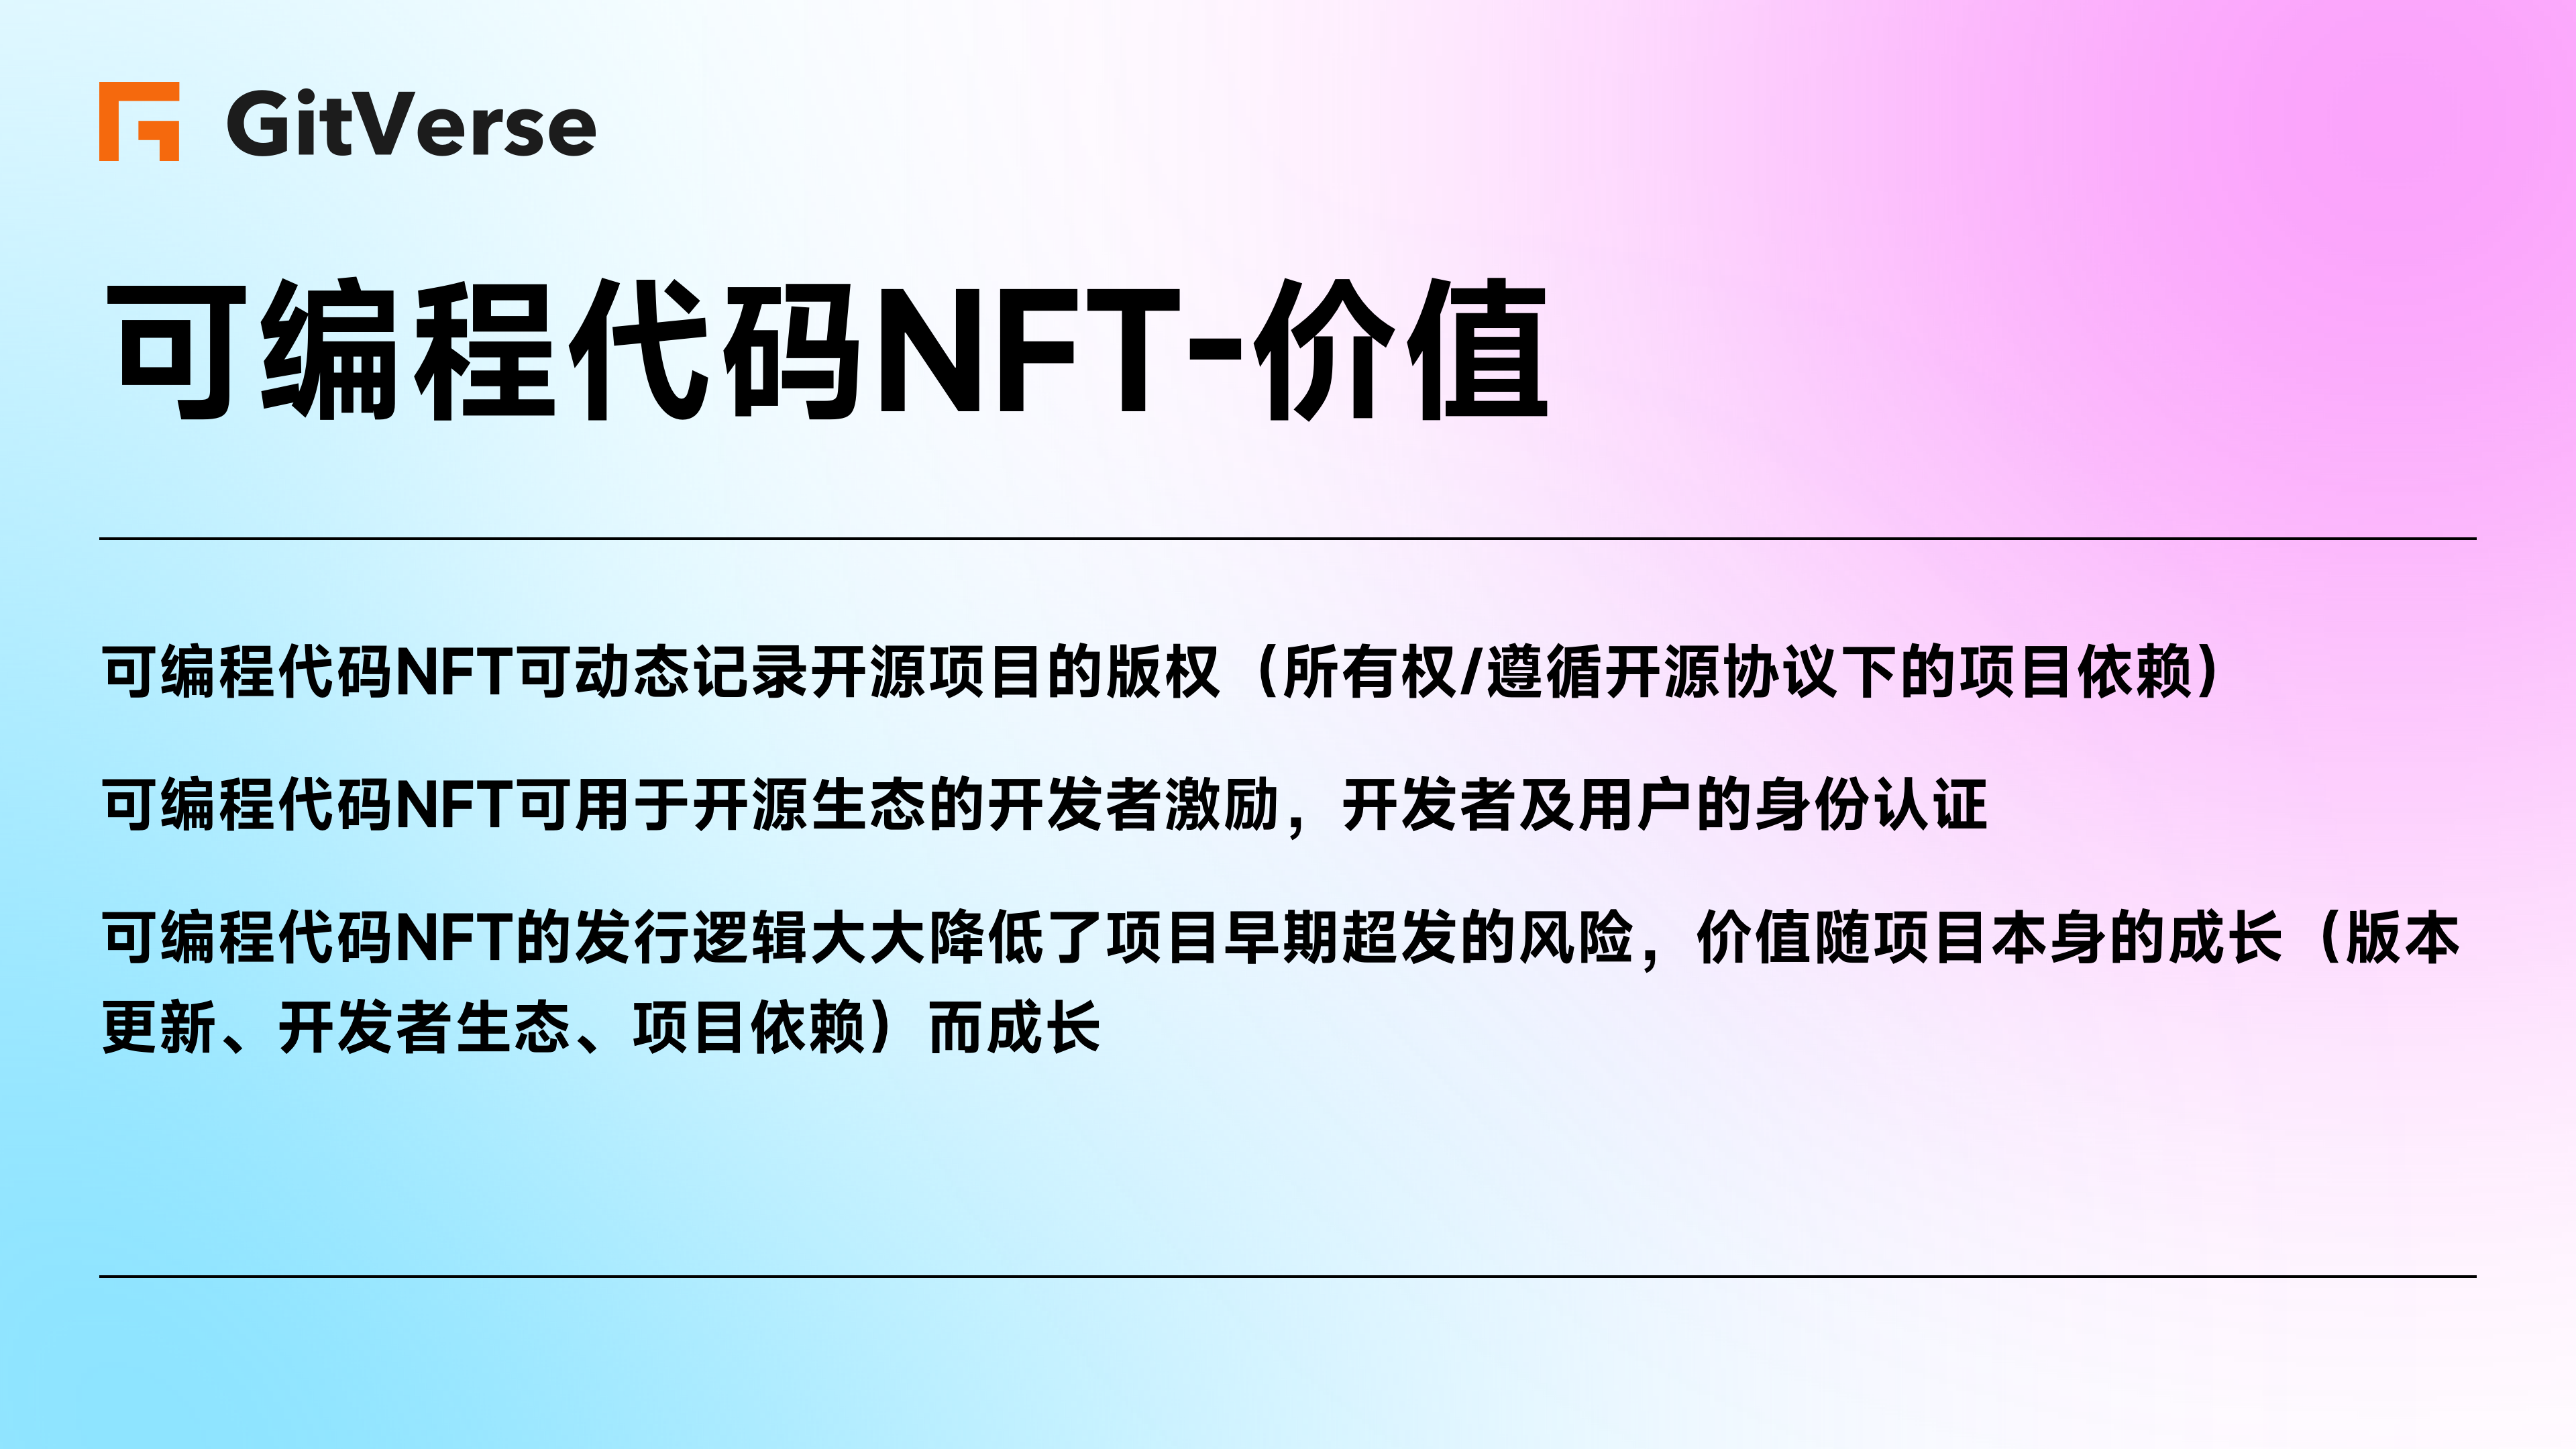 GitVerse
可编程代码NFT-价值
可编程代码NFT可动态记录开源项目的版权（所有权/遵循开源协议下的项目依赖）
可编程代码NFT可用于开源生态的开发者激励，开发者及用户的身份认证
可编程代码NFT的发行逻辑大大降低了项目早期超发的风险，价值随项目本身的成长（版本
更新、开发者生态、项目依赖）而成长